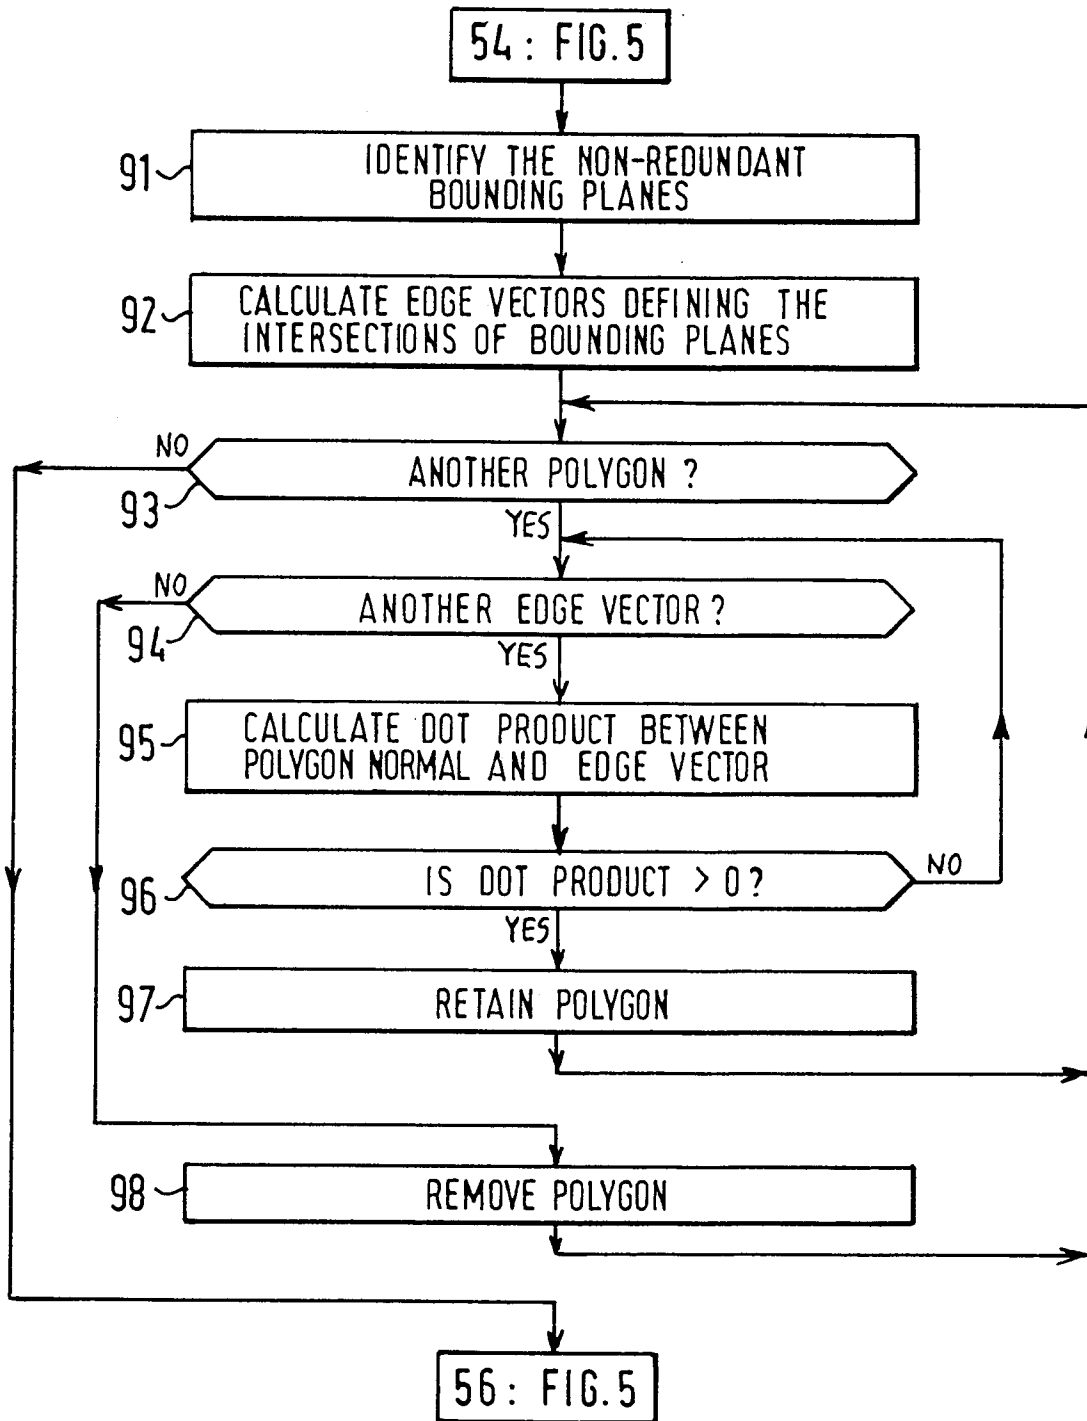 54 : FIG. 5
91
IDENTIFY THE NON-REDUNDANT
BOUNDING PLANES
92
CALCULATE EDGE VECTORS DEFINING THE
INTERSECTIONS OF BOUNDING PLANES
NO
ANOTHER POLYGON ?
93
YES
NO
ANOTHER EDGE VECTOR ?
94
YES
95
CALCULATE DOT PRODUCT BETWEEN
POLYGON NORMAL AND EDGE VECTOR
96
IS DOT PRODUCT > 0 ?
NO
YES
97
RETAIN POLYGON
98
REMOVE POLYGON
56 : FIG. 5